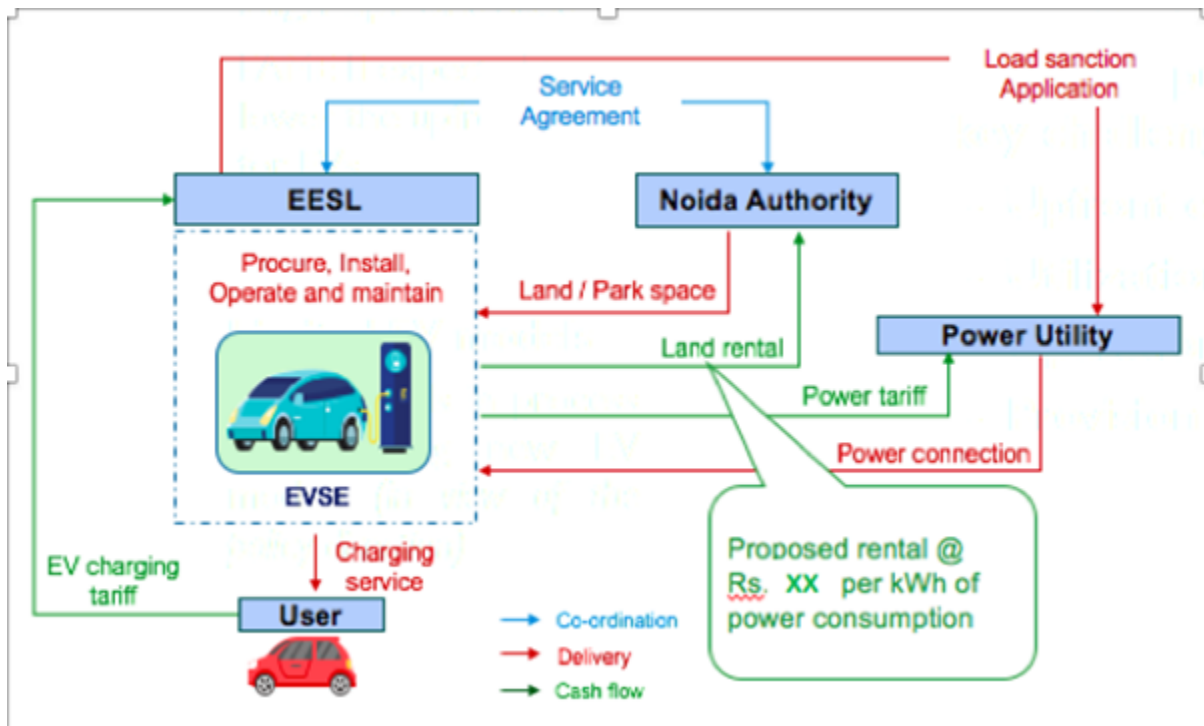 Load sanction
Application
Service
Agreement
EESL
Noida Authority
Procure, Install,
Operate and maintain
Land / Park space
Power Utility
Land rental
Power tariff
Power connection
EVSE
EV charging
tariff
Charging
service
Proposed rental @
Rs. XX per kWh of
power consumption
User
Co-ordination
Delivery
Cash flow